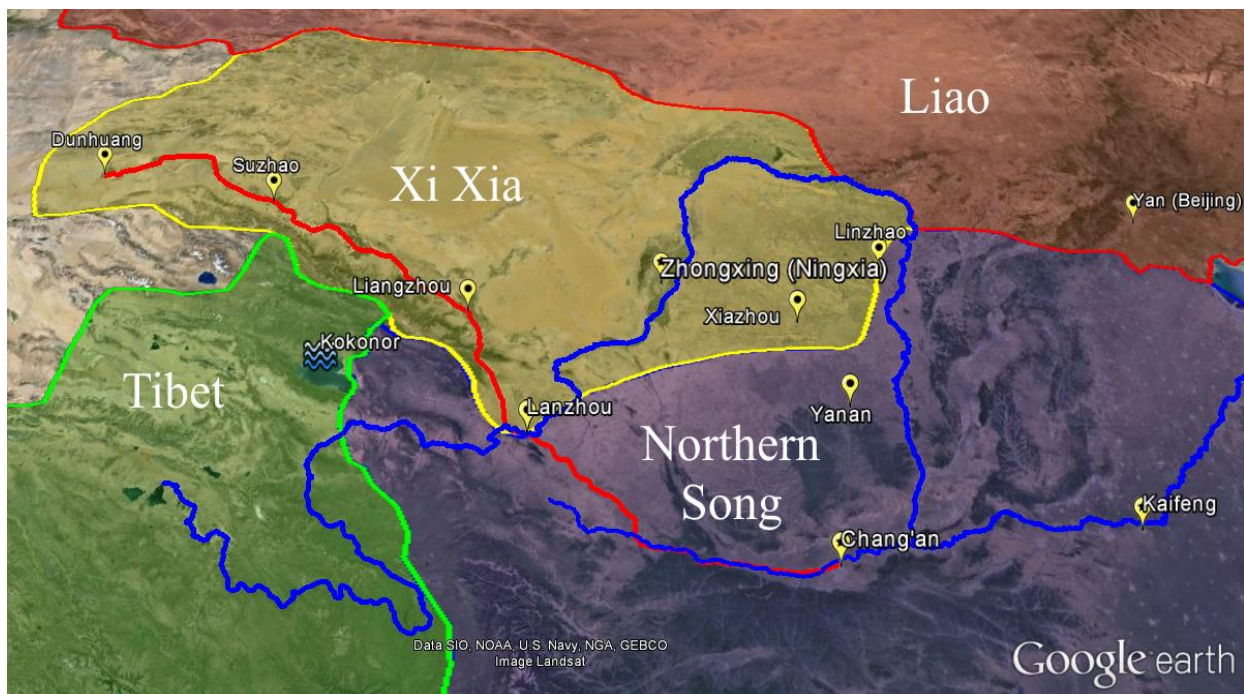 Liao
Dunhuang
Suzhao
Xi Xia
Yan (Beijing)
Linzhao
Zhongxing (Ningxia)
Liangzhou
Xiazhou
Kokonor
Tibet
Lanzhou
Yanan
Northern
Song
Kaifeng
Chang'an
Data SIO, NOAA, U.S. Navy, NGA, GEBCO
Image Landsat
Google earth